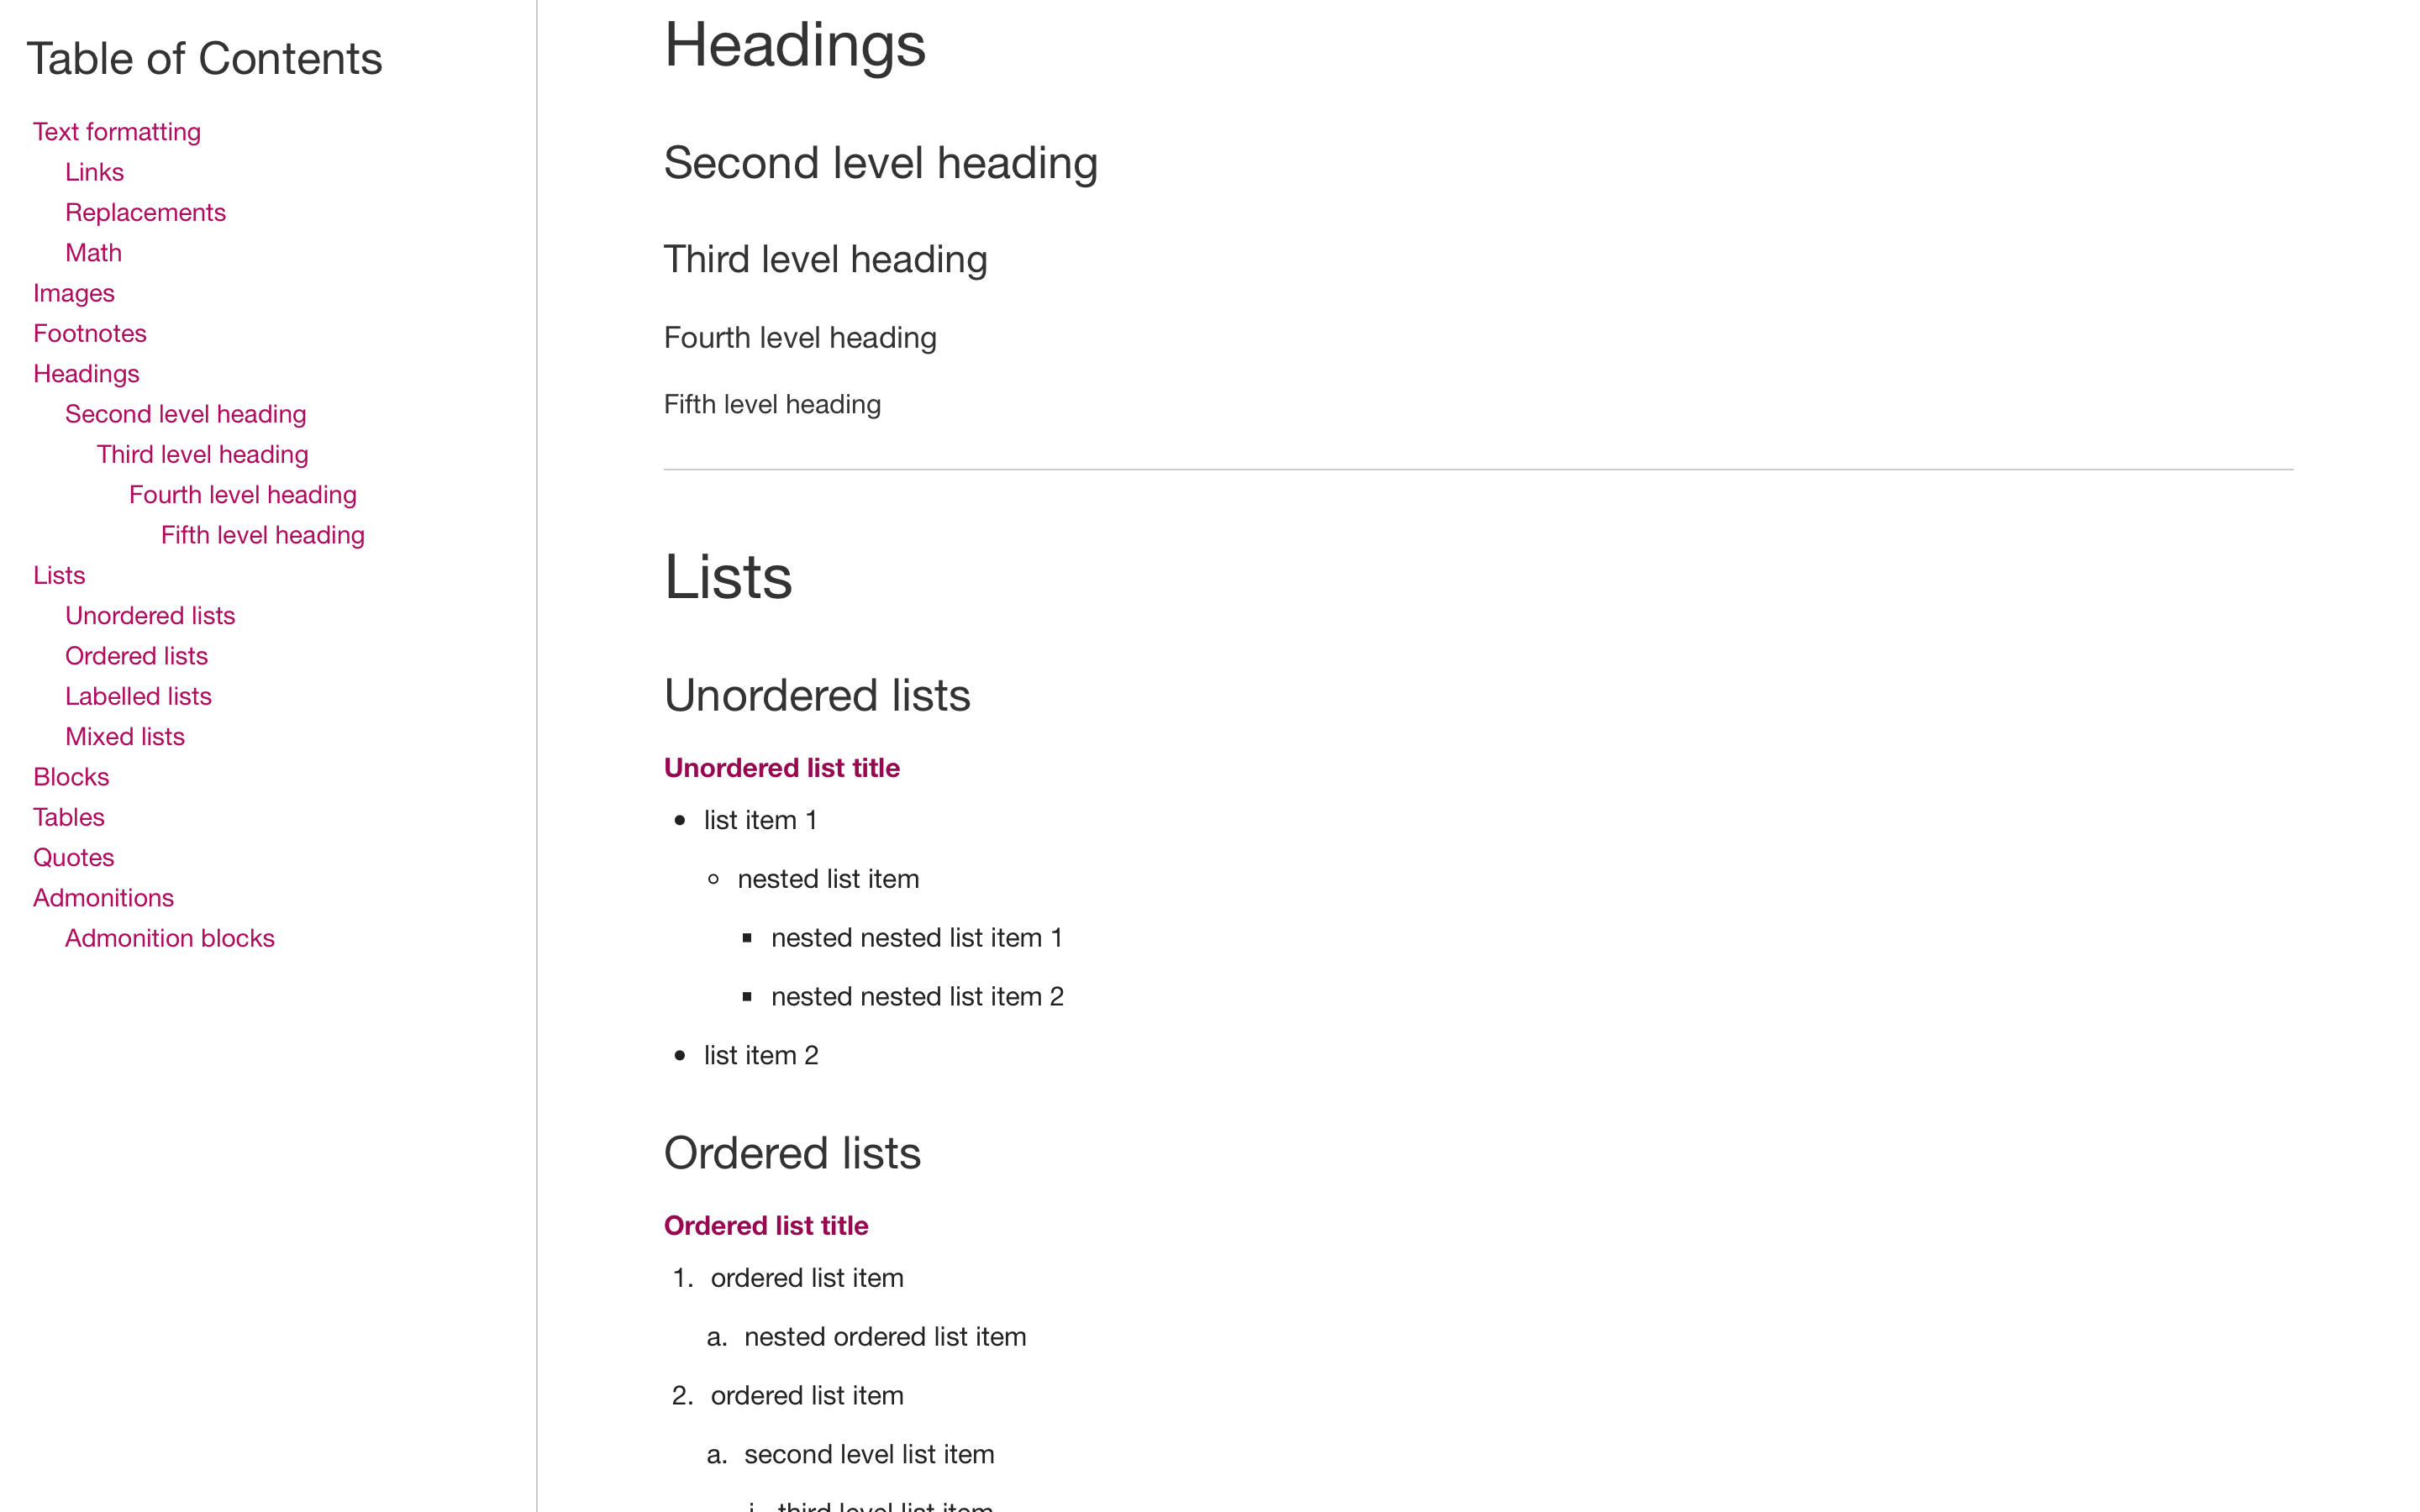 Table of Contents
Text formatting
Links
Replacements
Math
Images
Footnotes
Headings
Second level heading
Third level heading
Fourth level heading
Fifth level heading
Lists
Unordered lists
Ordered lists
Labelled lists
Mixed lists
Blocks
Tables
Quotes
Admonitions
Admonition blocks
Headings
Second level heading
Third level heading
Fourth level heading
Fifth level heading
Lists
Unordered lists
Unordered list title
• list item 1
◦ nested list item
▪ nested nested list item 1
▪ nested nested list item 2
• list item 2
Ordered lists
Ordered list title
1. ordered list item
a. nested ordered list item
2. ordered list item
a. second level list item
i. third level list item